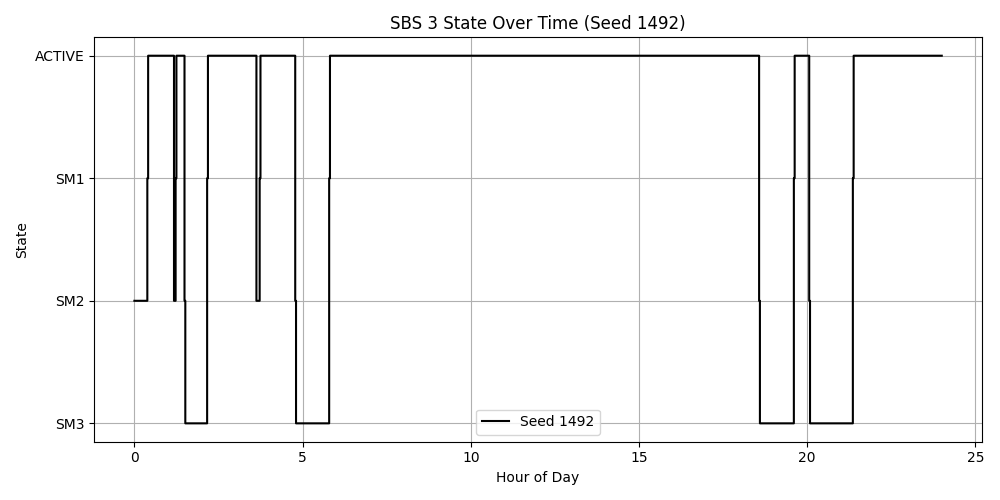 SBS 3 State Over Time (Seed 1492)
ACTIVE
SM1
SM2
SM3
State
0 5 10 15 20 25
Hour of Day
Seed 1492